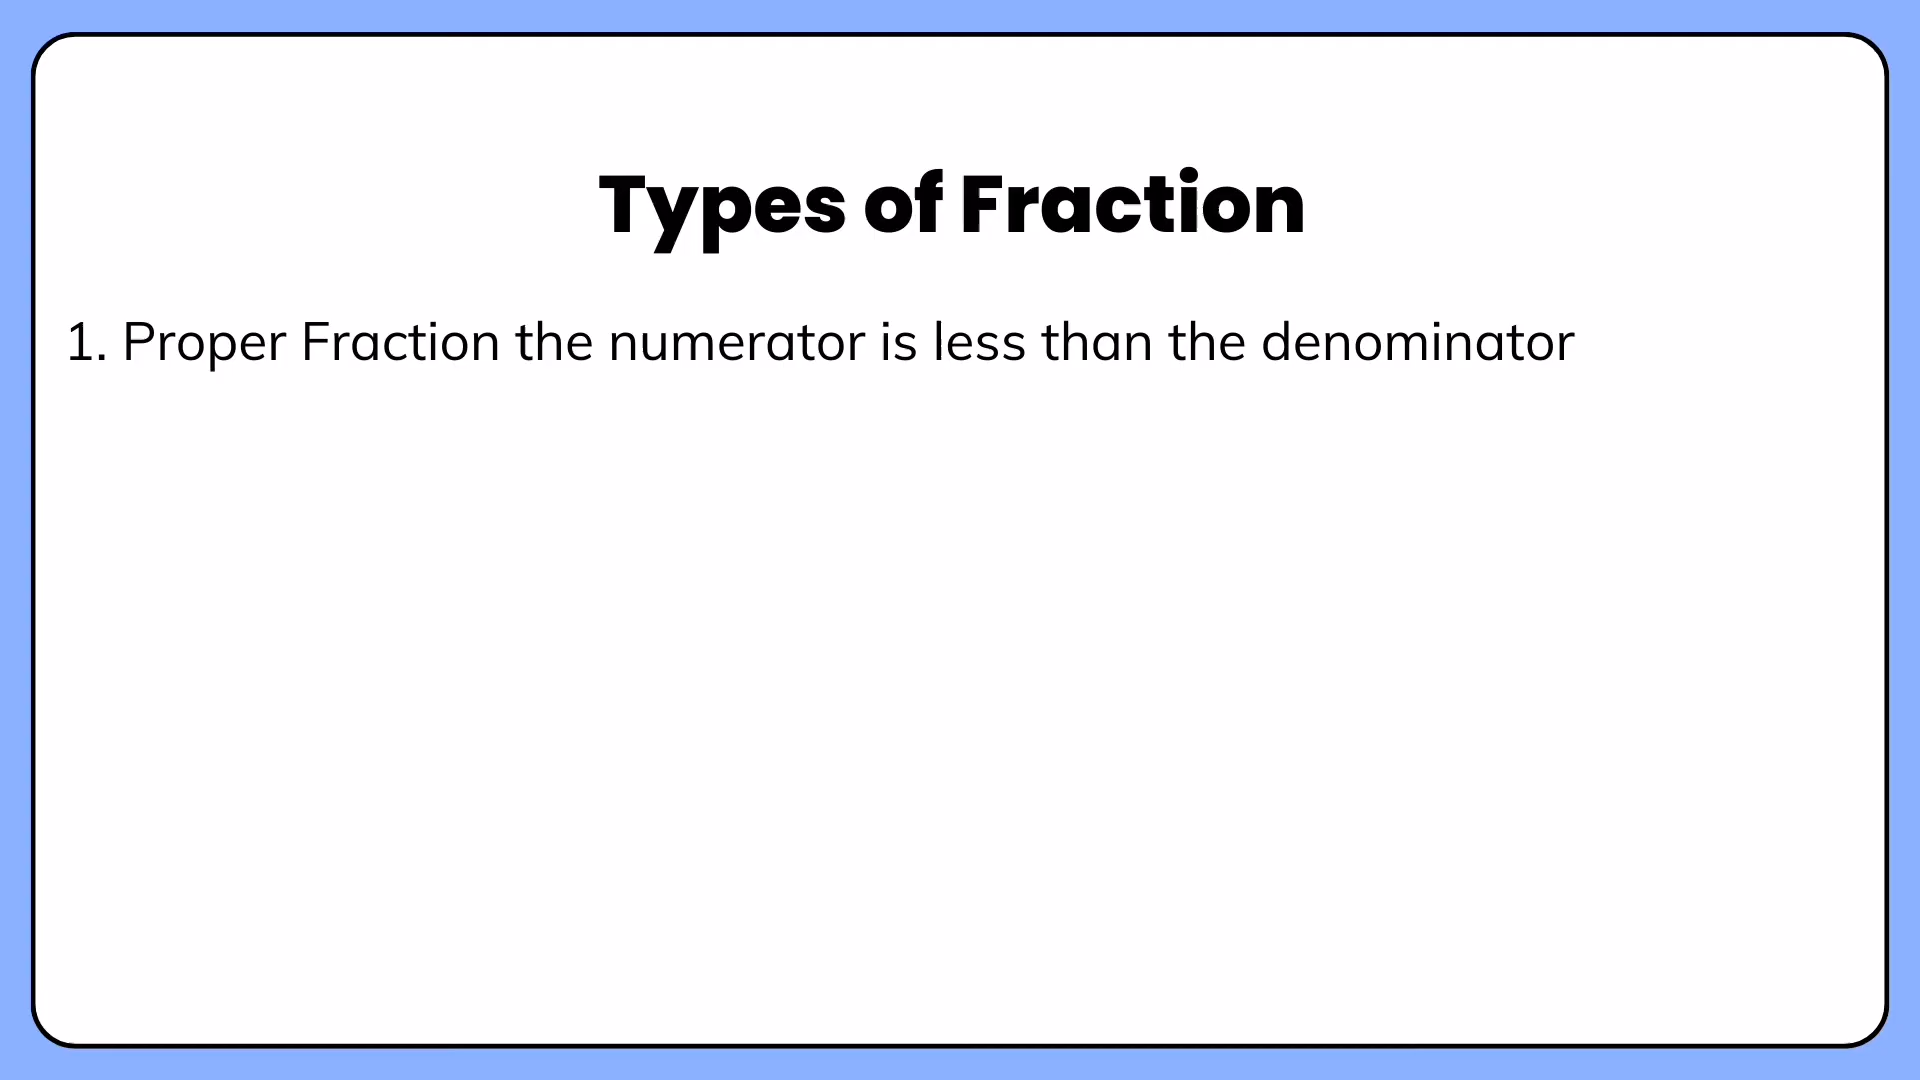 Types of Fraction
1. Proper Fraction the numerator is less than the denominator